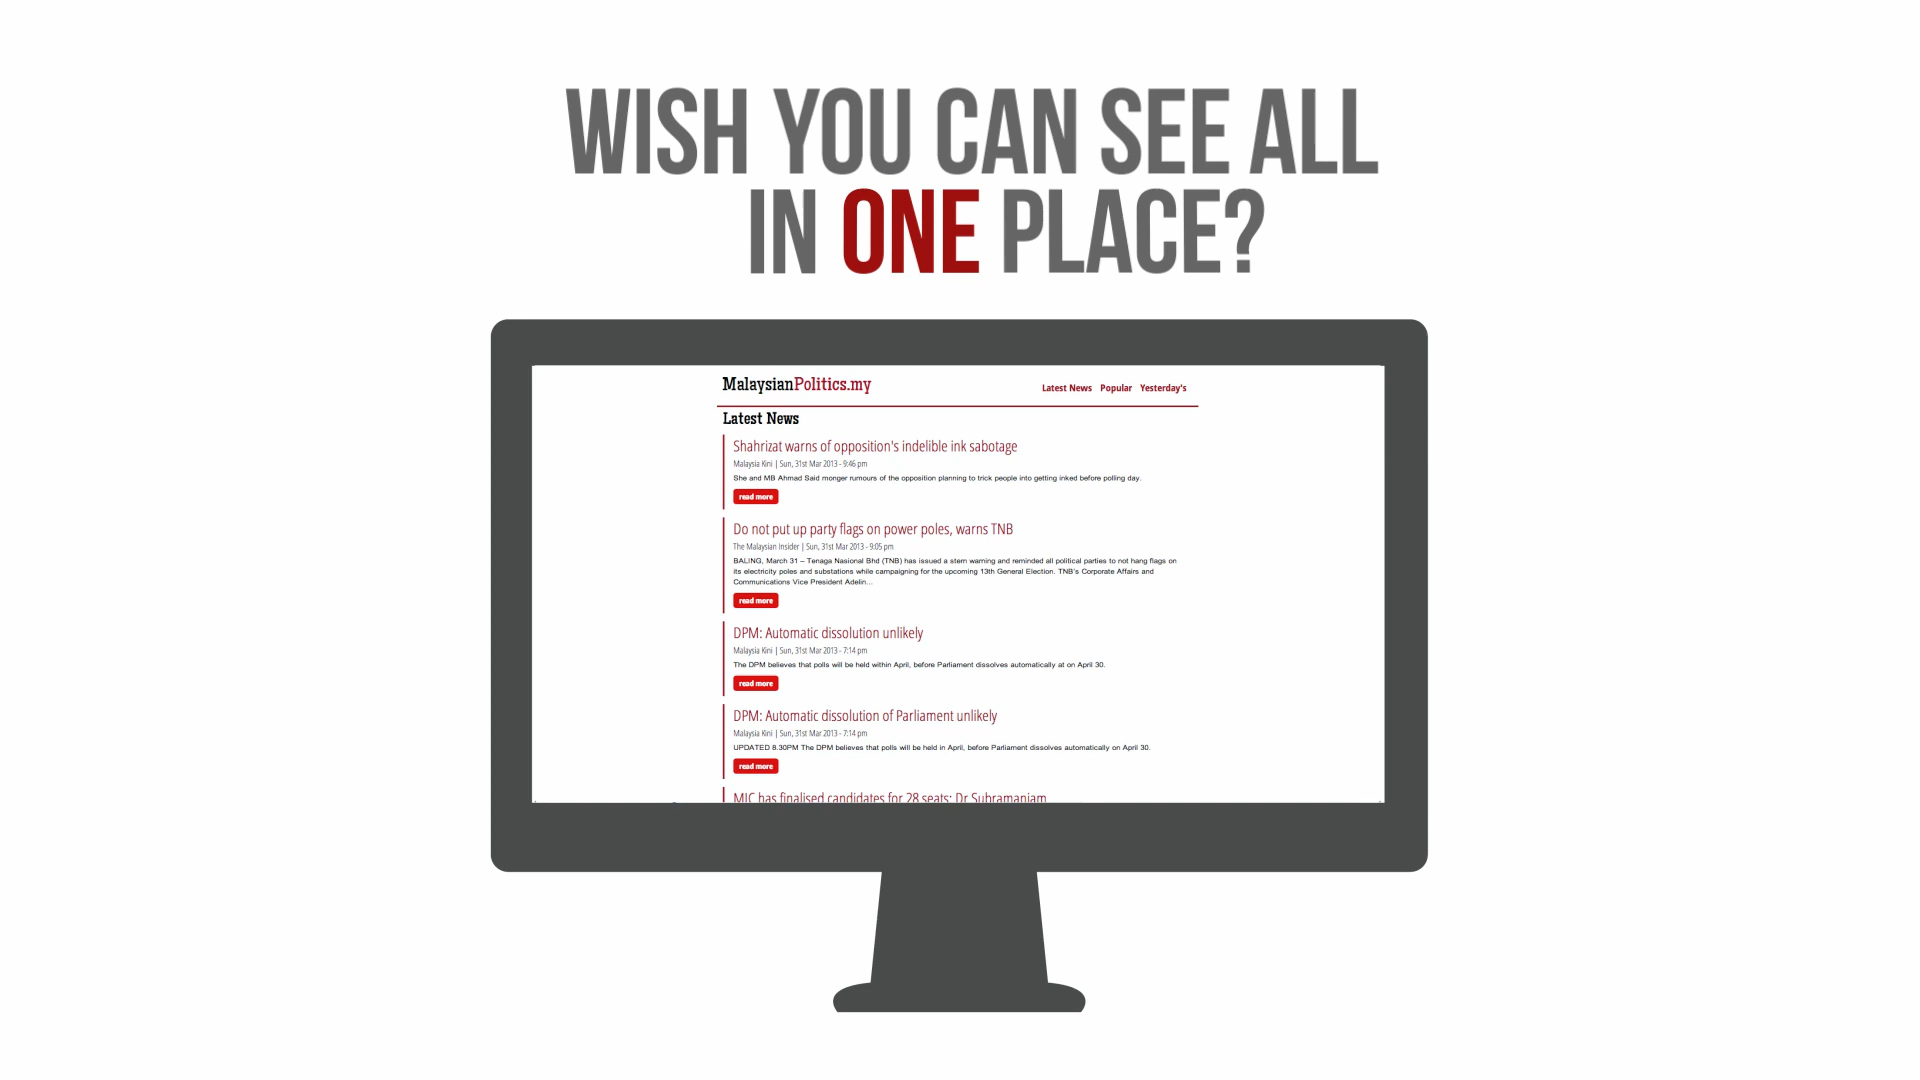 WISH YOU CAN SEE ALL
IN ONE PLACE?
MalaysianPolitics.my
Latest News Popular Yesterday's
Latest News
Shahrizat warns of opposition's indelible ink sabotage
Malaysia Kini | Sun, 31st Mar 2013 - 9:46 pm
She and MB Ahmad Said monger rumours of the opposition planning to trick people into getting inked before polling day.
read more
Do not put up party flags on power poles, warns TNB
The Malaysian Insider | Sun, 31st Mar 2013 - 9:05 pm
BALING, March 31 – Tenaga Nasional Bhd (TNB) has issued a stern warning and reminded all political parties to not hang flags on
its electricity poles and substations while campaigning for the upcoming 13th General Election. TNB's Corporate Affairs and
Communications Vice President Adelin...
read more
DPM: Automatic dissolution unlikely
Malaysia Kini | Sun, 31st Mar 2013 - 7:14 pm
The DPM believes that polls will be held within April, before Parliament dissolves automatically at on April 30.
read more
DPM: Automatic dissolution of Parliament unlikely
Malaysia Kini | Sun, 31st Mar 2013 - 7:14 pm
UPDATED 8.30PM The DPM believes that polls will be held in April, before Parliament dissolves automatically on April 30.
read more
MIC has finalised candidates for 28 seats: Dr Subramaniam